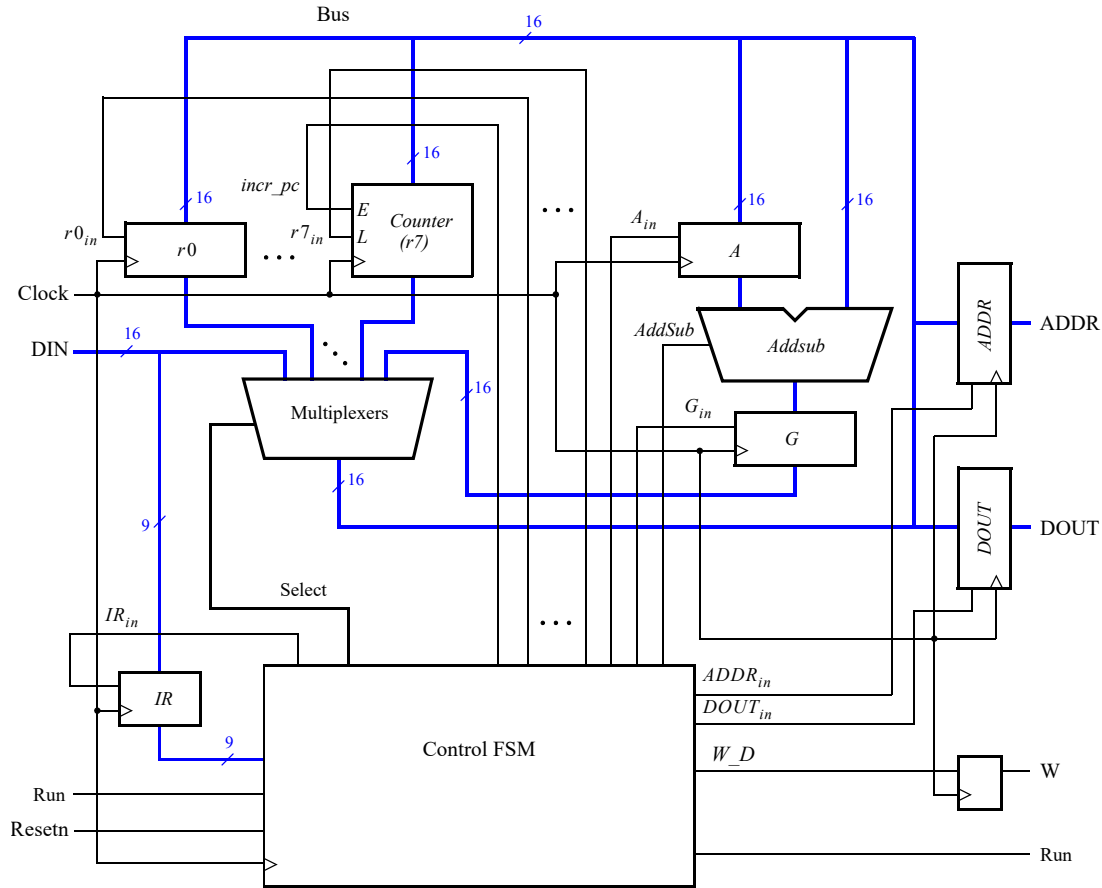 Bus
16
16
incr_pc
E
L
Counter
(r7)
16
16
16
r0in
r0
• • •
r7in
• • •
Ain
A
Clock
DIN
16
AddSub
Addsub
ADDR
ADDR
Multiplexers
16
Gin
G
16
9
DOUT
DOUT
Select
IRin
• • •
IR
9
Control FSM
ADDRin
DOUTin
W_D
W
Run
Resetn
Run